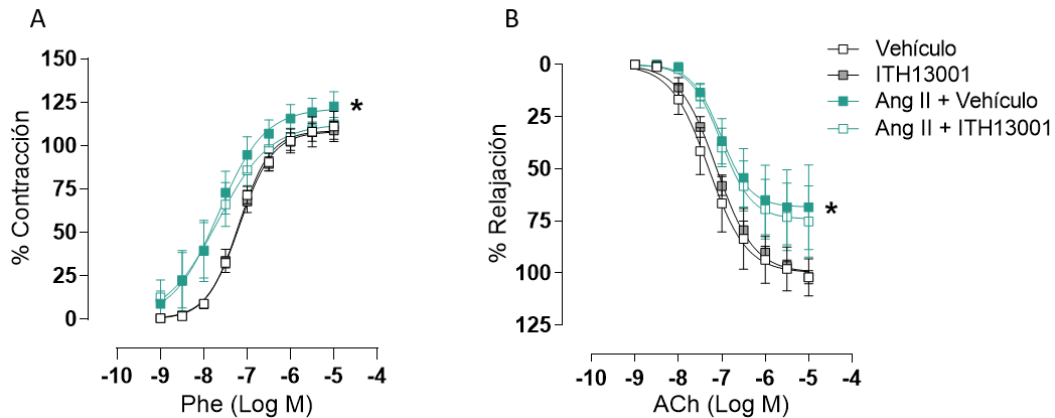 A
150
125
100
75
50
25
0
% Contracción
*
-10 -9 -8 -7 -6 -5 -4
Phe (Log M)
B
0
25
50
75
100
125
% Relajación
*
-10 -9 -8 -7 -6 -5 -4
ACh (Log M)
Vehículo
ITH13001
Ang II + Vehículo
Ang II + ITH13001